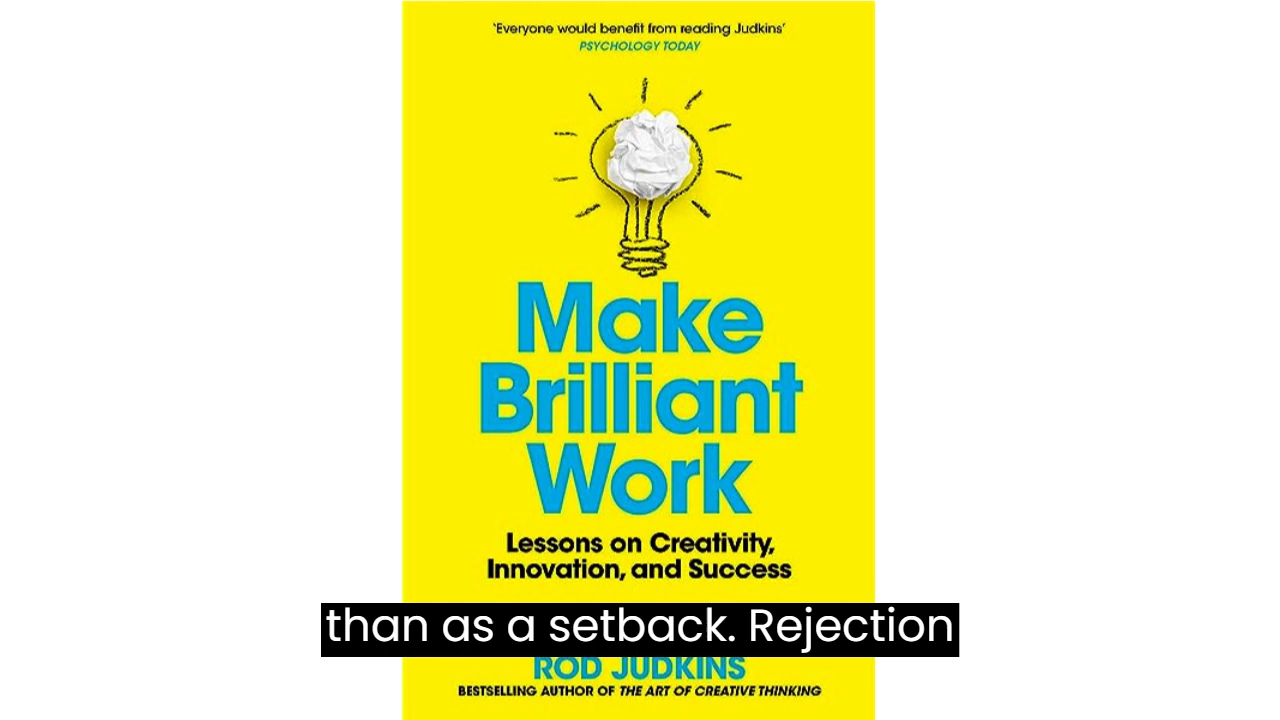 ‘Everyone would benefit from reading Judkins’
PSYCHOLOGY TODAY
Make
Brilliant
Work
Lessons on Creativity,
Innovation, and Success
than as a setback. Rejection
ROD JUDKINS
BESTSELLING AUTHOR OF THE ART OF CREATIVE THINKING